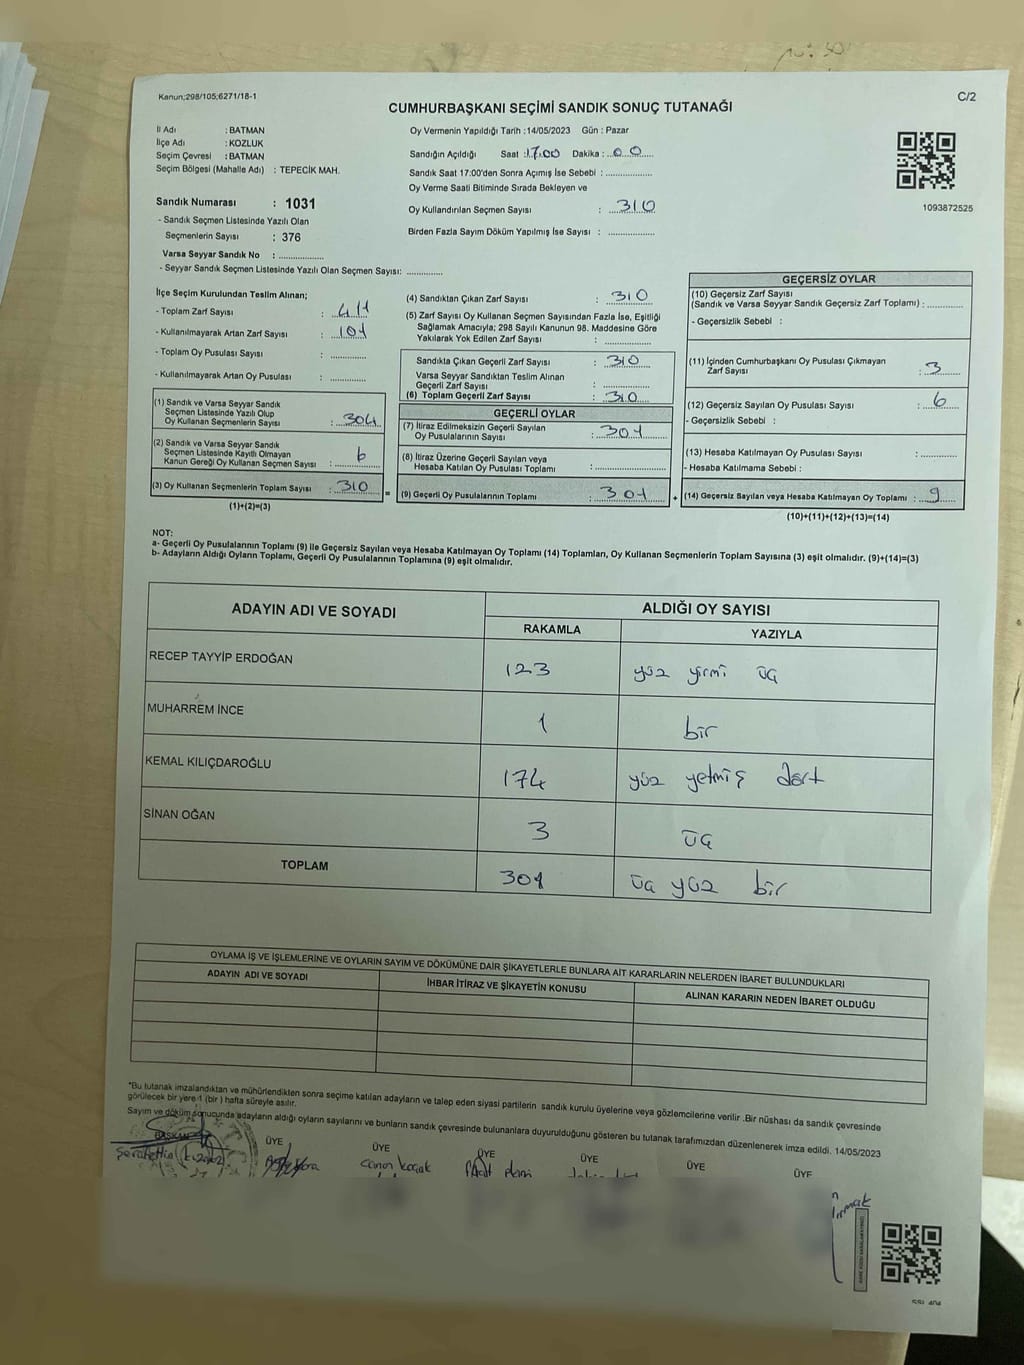 Kanun;298/105;6271/18-1
CUMHURBAŞKANI SEÇİMİ SANDIK SONUÇ TUTANAĞI
C/2
İl Adı : BATMAN
İlçe Adı : KOZLUK
Seçim Çevresi : BATMAN
Seçim Bölgesi (Mahalle Adı) : TEPECİK MAH.
Oy Vermenin Yapıldığı Tarih :14/05/2023 Gün : Pazar
Sandığın Açıldığı Saat :17.00 Dakika :..00.....
Sandık Saat 17:00'den Sonra Açımış İse Sebebi : ....................
Oy Verme Saati Bitiminde Sırada Bekleyen ve
Oy Kullandırılan Seçmen Sayısı : 310
Birden Fazla Sayım Döküm Yapılmış İse Sayısı : ....................
1093872525
Sandık Numarası : 1031
- Sandık Seçmen Listesinde Yazılı Olan
Seçmenlerin Sayısı : 376
Varsa Seyyar Sandık No : ....................
- Seyyar Sandık Seçmen Listesinde Yazılı Olan Seçmen Sayısı: ...............
İlçe Seçim Kurulundan Teslim Alınan;
- Toplam Zarf Sayısı : 411
- Kullanılmayarak Artan Zarf Sayısı : 101
- Toplam Oy Pusulası Sayısı : ...............
- Kullanılmayarak Artan Oy Pusulası : ...............
(1) Sandık ve Varsa Seyyar Sandık
Seçmen Listesinde Yazılı Olup
Oy Kullanan Seçmenlerin Sayısı : 304
(2) Sandık ve Varsa Seyyar Sandık
Seçmen Listesinde Kayıtlı Olmayan
Kanun Gereği Oy Kullanan Seçmen Sayısı : 6
(3) Oy Kullanan Seçmenlerin Toplam Sayısı : 310 =
(1)+(2)=(3)
(4) Sandıktan Çıkan Zarf Sayısı : 310
(5) Zarf Sayısı Oy Kullanan Seçmen Sayısından Fazla İse, Eşitliği
Sağlamak Amacıyla; 298 Sayılı Kanunun 98. Maddesine Göre
Yakılarak Yok Edilen Zarf Sayısı : ...............
Sandıkta Çıkan Geçerli Zarf Sayısı : 310
Varsa Seyyar Sandıktan Teslim Alınan
Geçerli Zarf Sayısı : ...............
(6) Toplam Geçerli Zarf Sayısı : 310
GEÇERLİ OYLAR
(7) İtiraz Edilmeksizin Geçerli Sayılan
Oy Pusulalarının Sayısı : 301
(8) İtiraz Üzerine Geçerli Sayılan veya
Hesaba Katılan Oy Pusulası Toplamı : ...............
(9) Geçerli Oy Pusulalarının Toplamı : 301 +
GEÇERSİZ OYLAR
(10) Geçersiz Zarf Sayısı
(Sandık ve Varsa Seyyar Sandık Geçersiz Zarf Toplamı) : ............
- Geçersizlik Sebebi :
(11) İçinden Cumhurbaşkanı Oy Pusulası Çıkmayan
Zarf Sayısı : 3
(12) Geçersiz Sayılan Oy Pusulası Sayısı : 6
- Geçersizlik Sebebi :
(13) Hesaba Katılmayan Oy Pusulası Sayısı : ............
- Hesaba Katılmama Sebebi :
(14) Geçersiz Sayılan veya Hesaba Katılmayan Oy Toplamı : 9
(10)+(11)+(12)+(13)=(14)
NOT:
a- Geçerli Oy Pusulalarının Toplamı (9) ile Geçersiz Sayılan veya Hesaba Katılmayan Oy Toplamı (14) Toplamları, Oy Kullanan Seçmenlerin Toplam Sayısına (3) eşit olmalıdır. (9)+(14)=(3)
b- Adayların Aldığı Oyların Toplamı, Geçerli Oy Pusulalarının Toplamına (9) eşit olmalıdır.
ADAYIN ADI VE SOYADI ALDIĞI OY SAYISI
RAKAMLA YAZIYLA
RECEP TAYYİP ERDOĞAN 123 yüz yirmi üç
MUHARREM İNCE 1 bir
KEMAL KILIÇDAROĞLU 174 yüz yetmiş dört
SİNAN OĞAN 3 üç
TOPLAM 301 üç yüz bir
OYLAMA İŞ VE İŞLEMLERİNE VE OYLARIN SAYIM VE DÖKÜMÜNE DAİR ŞİKAYETLERLE BUNLARA AİT KARARLARIN NELERDEN İBARET BULUNDUKLARI
ADAYIN ADI VE SOYADI İHBAR İTİRAZ VE ŞİKAYETİN KONUSU ALINAN KARARIN NEDEN İBARET OLDUĞU
*Bu tutanak imzalandıktan ve mühürlendikten sonra seçime katılan adayların ve talep eden siyasi partilerin sandık kurulu üyelerine veya gözlemcilerine verilir .Bir nüshası da sandık çevresinde
görülecek bir yere 1 (bir ) hafta süreyle asılır.
Sayım ve döküm sonucunda adayların aldığı oyların sayılarını ve bunların sandık çevresinde bulunanlara duyurulduğunu gösteren bu tutanak tarafımızdan düzenlenerek imza edildi. 14/05/2023
BAŞKAN ÜYE ÜYE ÜYE ÜYE ÜYE ÜYE